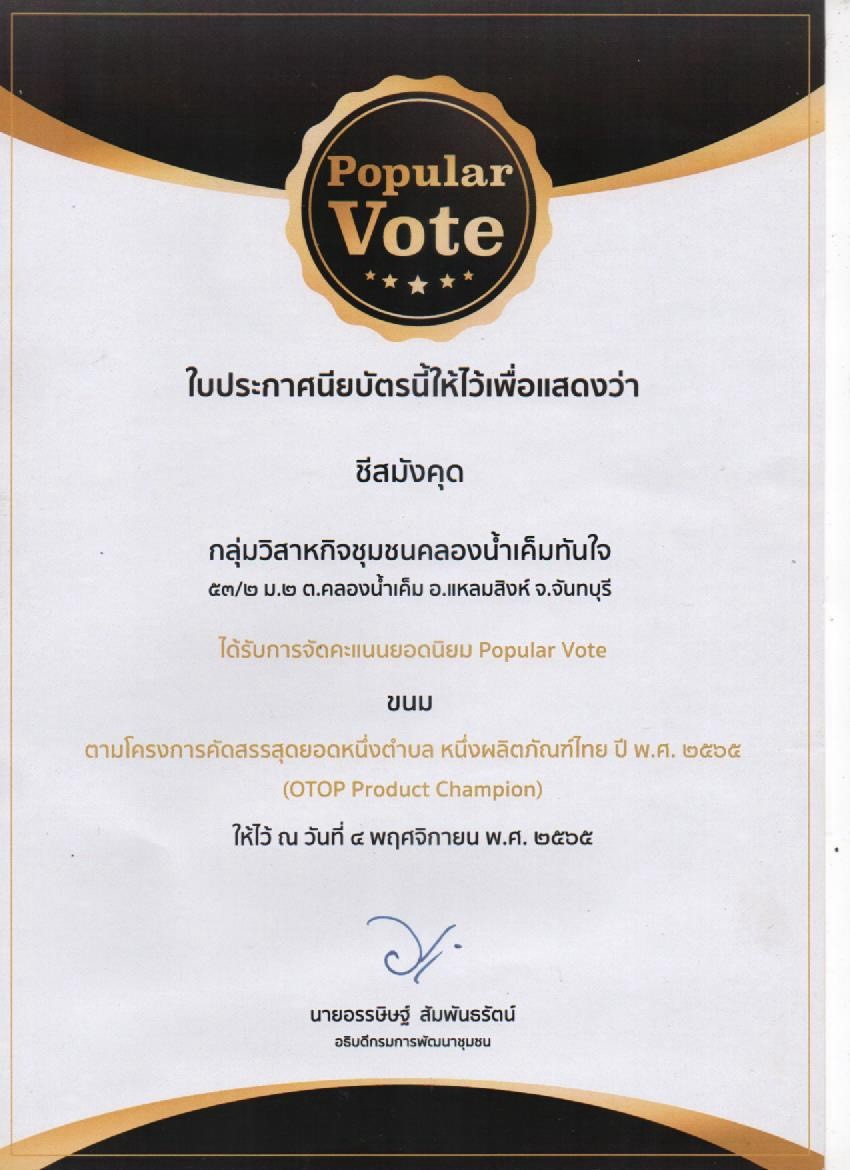 Popular
Vote
ใบประกาศนียบัตรนี้ให้ไว้เพื่อแสดงว่า
ชีสมังคุด
กลุ่มวิสาหกิจชุมชนคลองน้ำเค็มทันใจ
๕๓/๒ ม.๒ ต.คลองน้ำเค็ม อ.แหลมสิงห์ จ.จันทบุรี
ได้รับการจัดคะแนนยอดนิยม Popular Vote
ขนม
ตามโครงการคัดสรรสุดยอดหนึ่งตำบล หนึ่งผลิตภัณฑ์ไทย ปี พ.ศ. ๒๕๖๕
(OTOP Product Champion)
ให้ไว้ ณ วันที่ ๔ พฤศจิกายน พ.ศ. ๒๕๖๕
นายอรรษิษฐ์ สัมพันธรัตน์
อธิบดีกรมการพัฒนาชุมชน